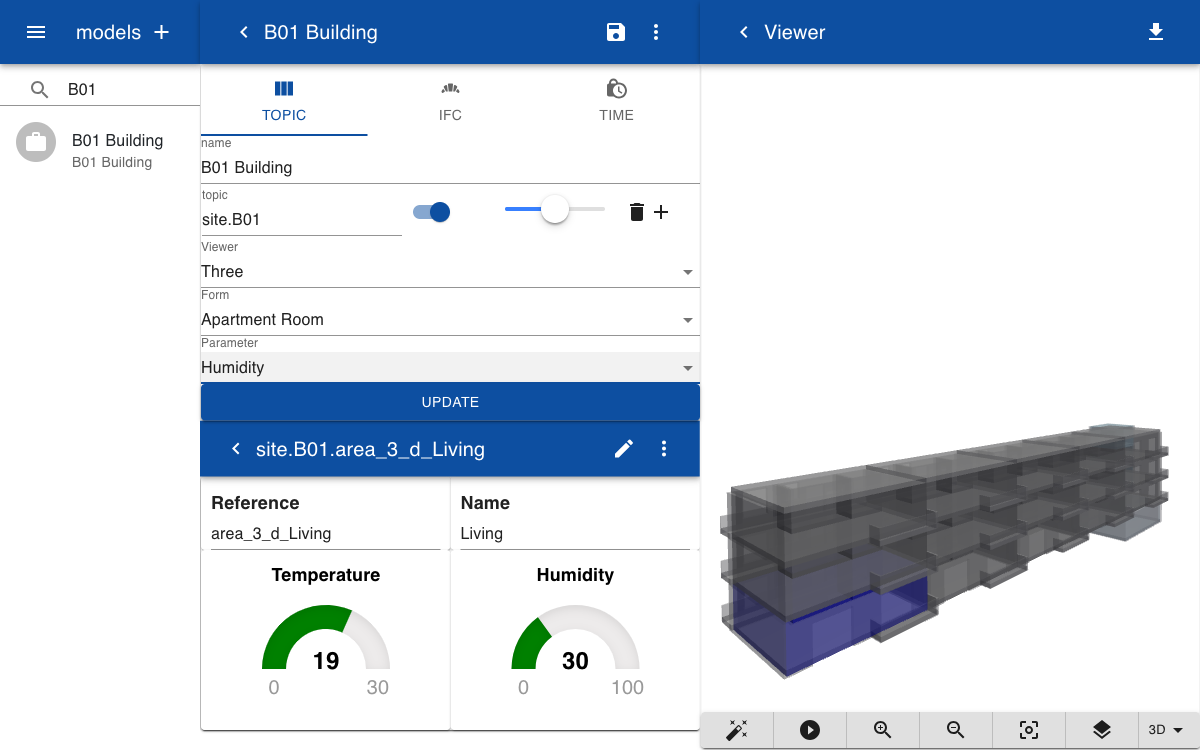 models
B01 Building
Viewer
B01
B01 Building
B01 Building
TOPIC
IFC
TIME
name
B01 Building
topic
site.B01
Viewer
Three
Form
Apartment Room
Parameter
Humidity
UPDATE
site.B01.area_3_d_Living
Reference
Name
area_3_d_Living
Living
Temperature
Humidity
19
0
30
30
0
100
3D